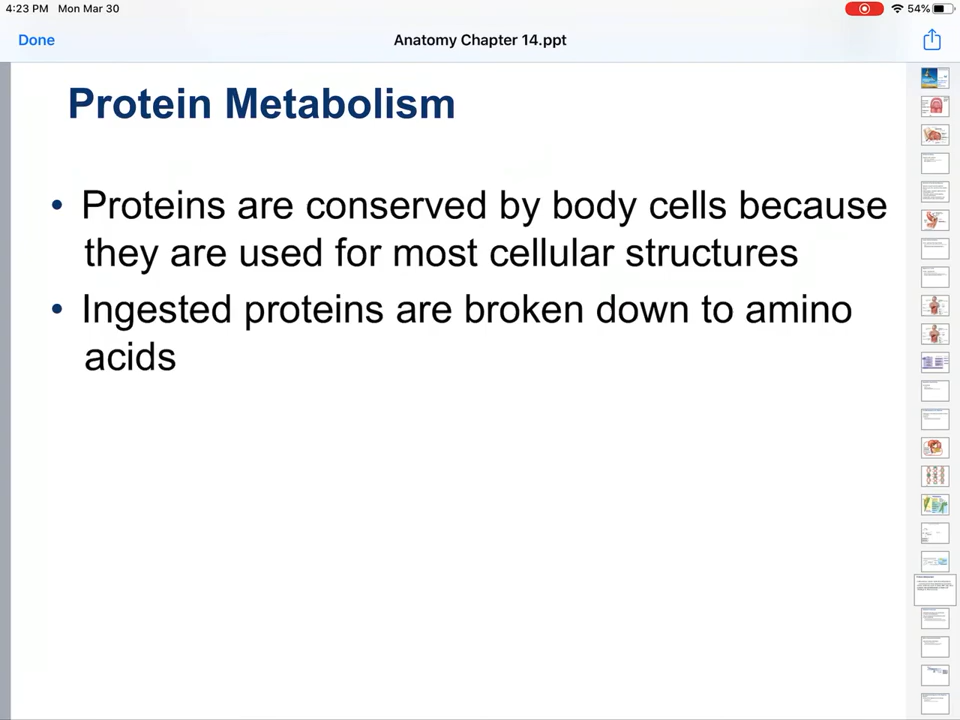 4:23 PM Mon Mar 30
54%
Done
Anatomy Chapter 14.ppt
Protein Metabolism
• Proteins are conserved by body cells because
they are used for most cellular structures
• Ingested proteins are broken down to amino
acids